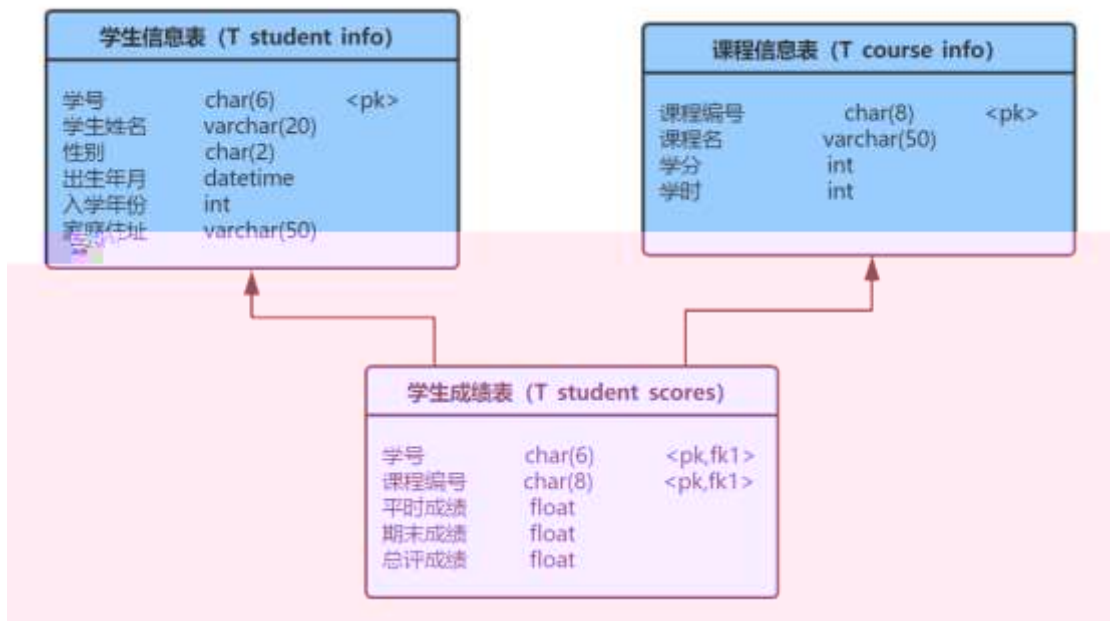 学生信息表（T student info）
学号 char(6) <pk>
学生姓名 varchar(20)
性别 char(2)
出生年月 datetime
入学年份 int
家庭住址 varchar(50)
课程信息表（T course info）
课程编号 char(8) <pk>
课程名 varchar(50)
学分 int
学时 int
学生成绩表（T student scores）
学号 char(6) <pk,fk1>
课程编号 char(8) <pk,fk1>
平时成绩 float
期末成绩 float
总评成绩 float